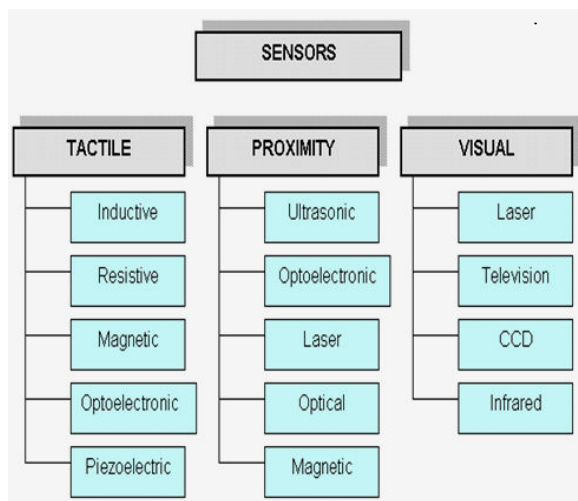 SENSORS
TACTILE
Inductive
Resistive
Magnetic
Optoelectronic
Piezoelectric
PROXIMITY
Ultrasonic
Optoelectronic
Laser
Optical
Magnetic
VISUAL
Laser
Television
CCD
Infrared